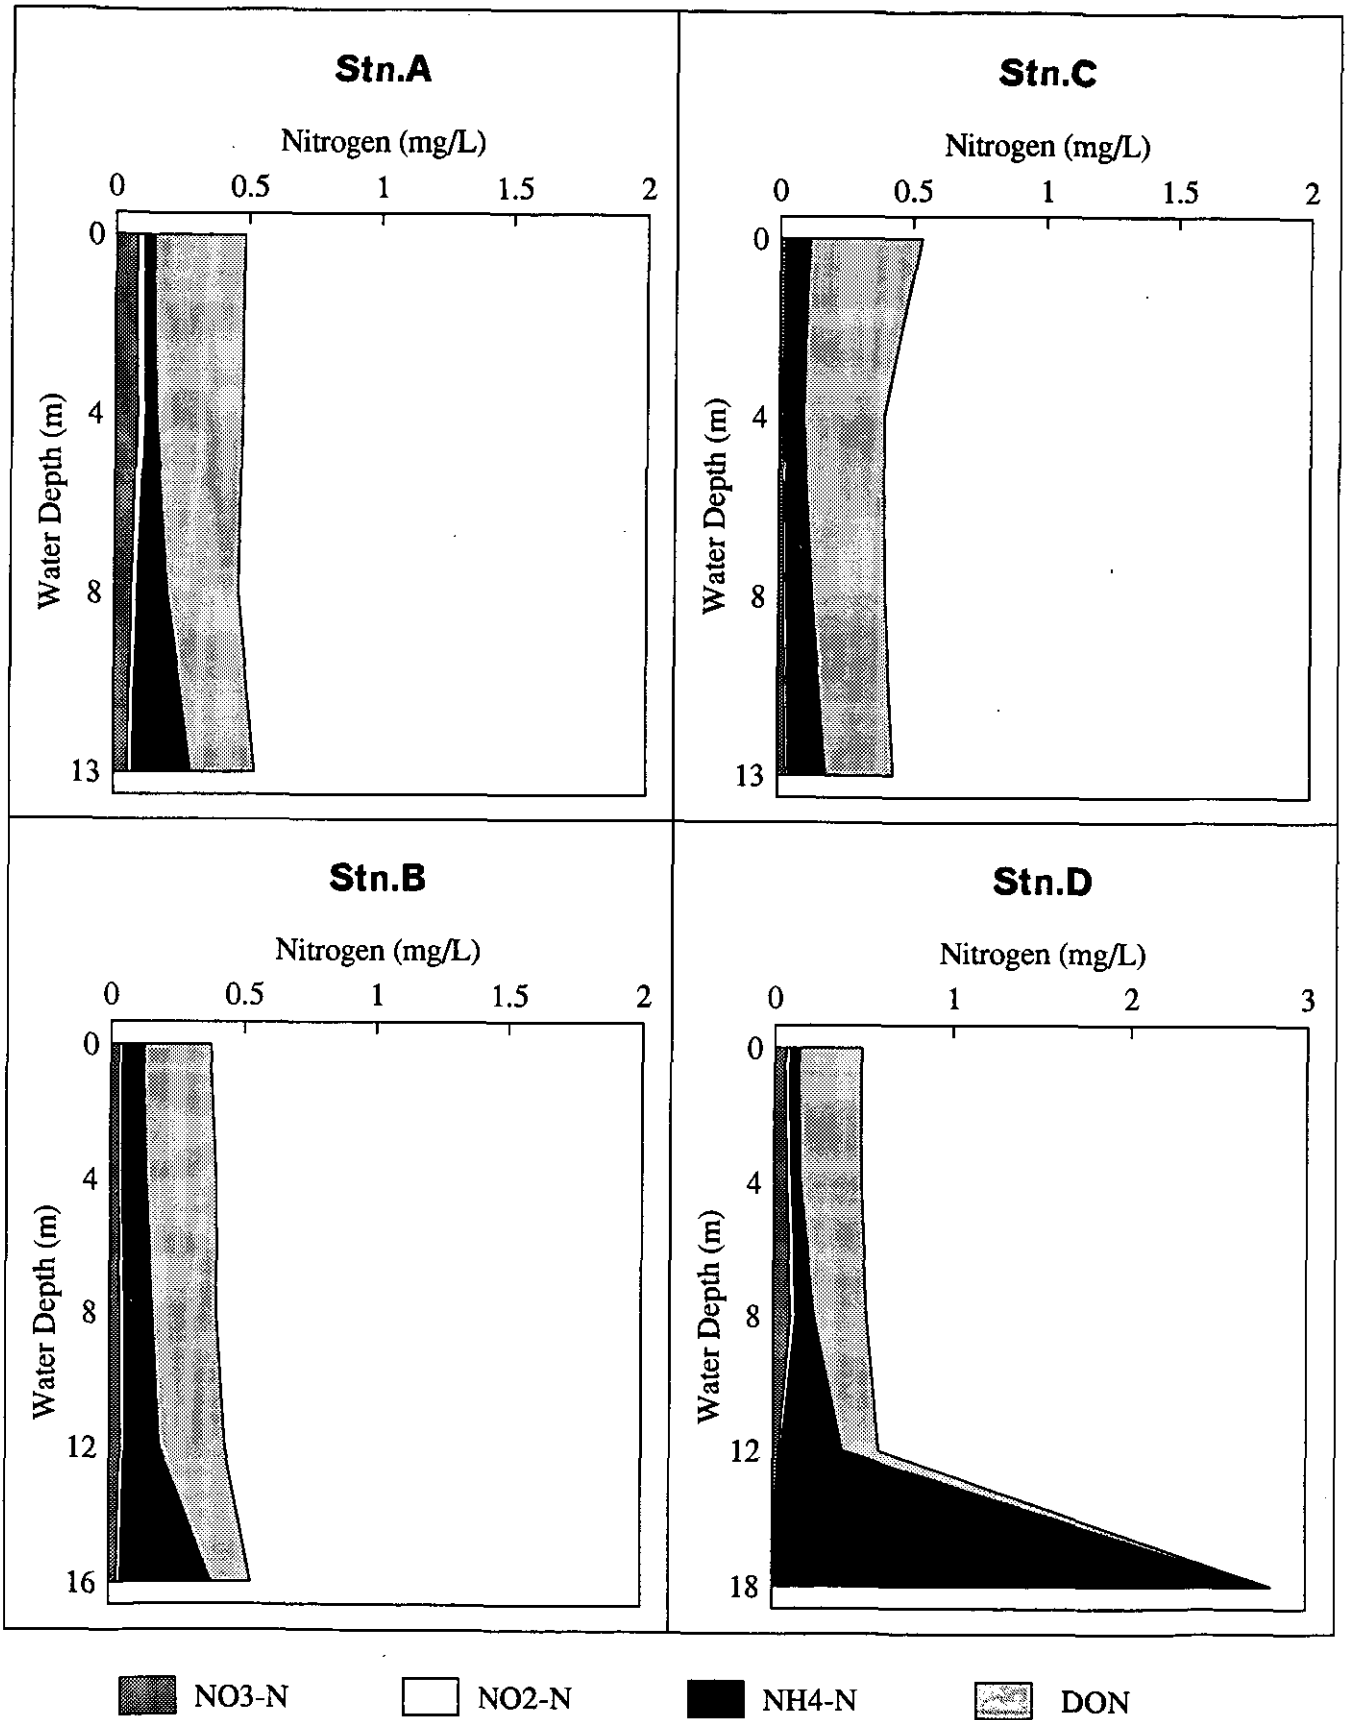 Stn.A
Nitrogen (mg/L)
0 0.5 1 1.5 2
Water Depth (m)
0
4
8
13
Stn.C
Nitrogen (mg/L)
0 0.5 1 1.5 2
Water Depth (m)
0
4
8
13
Stn.B
Nitrogen (mg/L)
0 0.5 1 1.5 2
Water Depth (m)
0
4
8
12
16
Stn.D
Nitrogen (mg/L)
0 1 2 3
Water Depth (m)
0
4
8
12
18
NO3-N NO2-N NH4-N DON